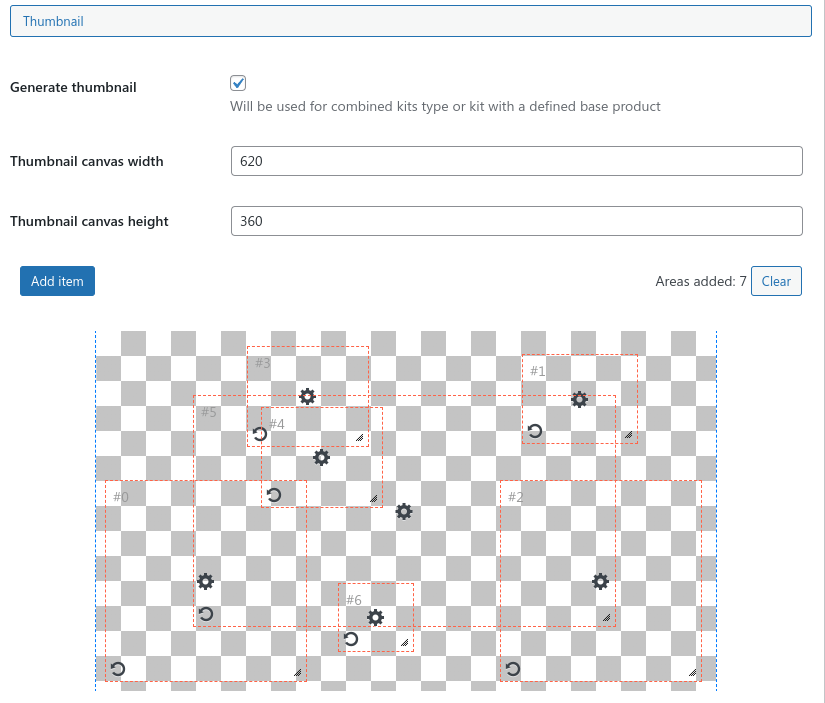 Thumbnail
Generate thumbnail
Will be used for combined kits type or kit with a defined base product
Thumbnail canvas width
620
Thumbnail canvas height
360
Add item
Areas added: 7
Clear
#3
#1
#5
#4
#0
#2
#6